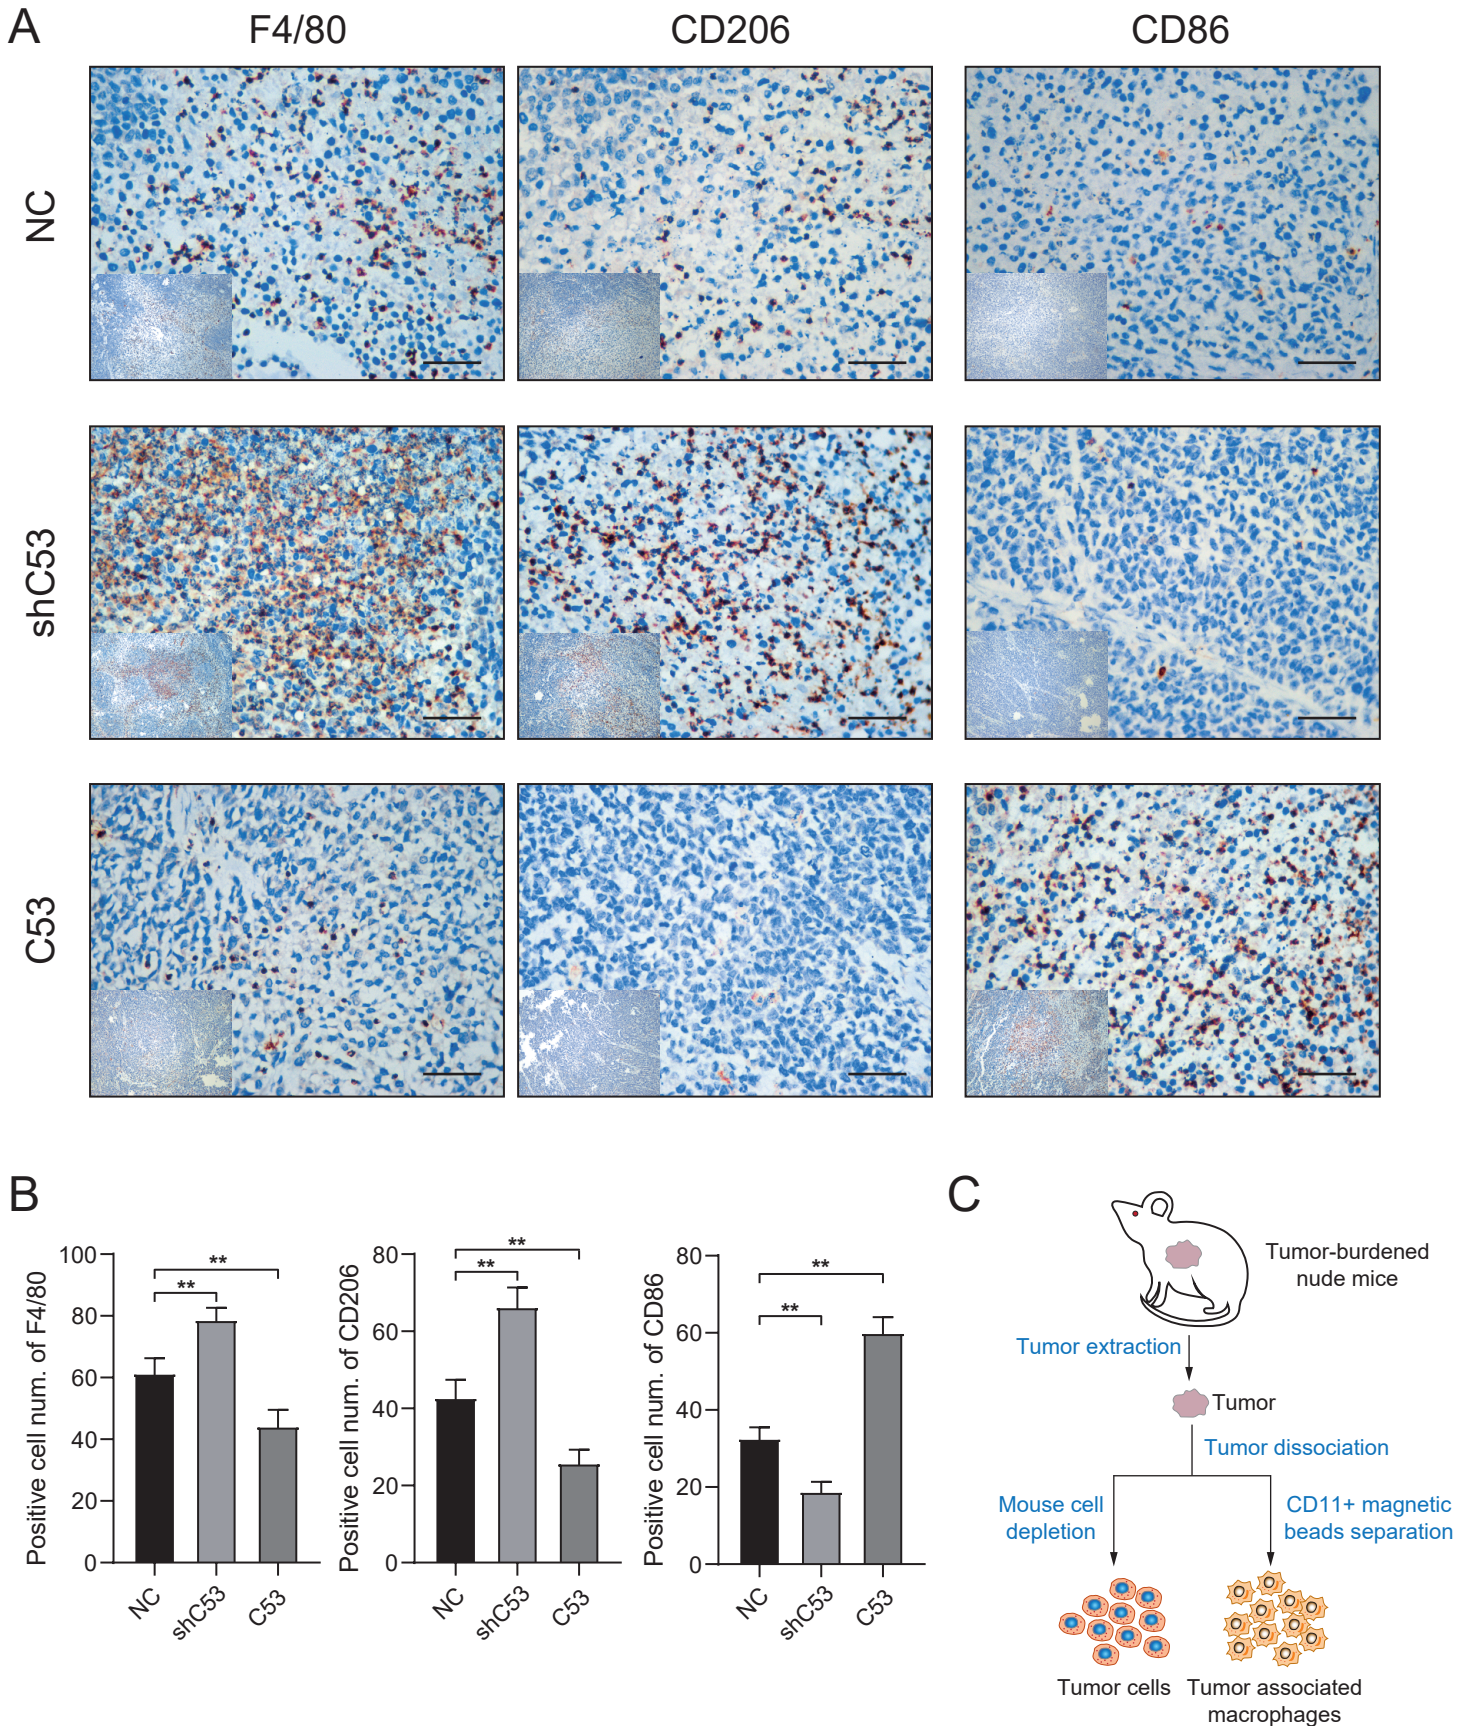 A
F4/80
CD206
CD86
NC
shC53
C53
B
Positive cell num. of F4/80
100
80
60
40
20
0
**
**
NC
shC53
C53
Positive cell num. of CD206
80
60
40
20
0
**
**
NC
shC53
C53
Positive cell num. of CD86
80
60
40
20
0
**
**
NC
shC53
C53
C
Tumor-burdened
nude mice
Tumor extraction
Tumor
Tumor dissociation
Mouse cell
depletion
CD11+ magnetic
beads separation
Tumor cells
Tumor associated
macrophages